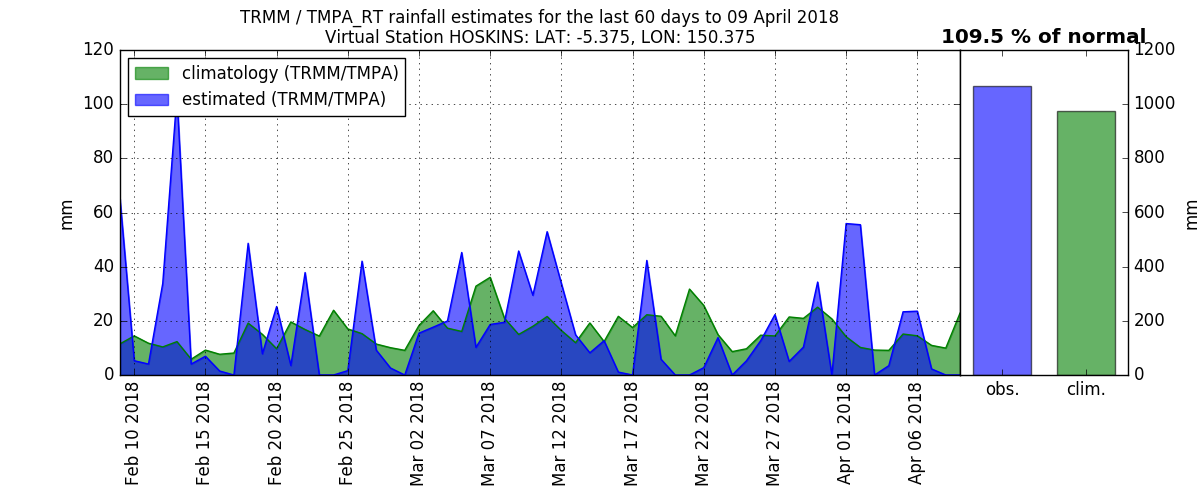 TRMM / TMPA_RT rainfall estimates for the last 60 days to 09 April 2018
Virtual Station HOSKINS: LAT: -5.375, LON: 150.375
109.5 % of normal
climatology (TRMM/TMPA)
estimated (TRMM/TMPA)
mm
120
100
80
60
40
20
0
Feb 10 2018
Feb 15 2018
Feb 20 2018
Feb 25 2018
Mar 02 2018
Mar 07 2018
Mar 12 2018
Mar 17 2018
Mar 22 2018
Mar 27 2018
Apr 01 2018
Apr 06 2018
obs.
clim.
1200
1000
800
600
400
200
0
mm